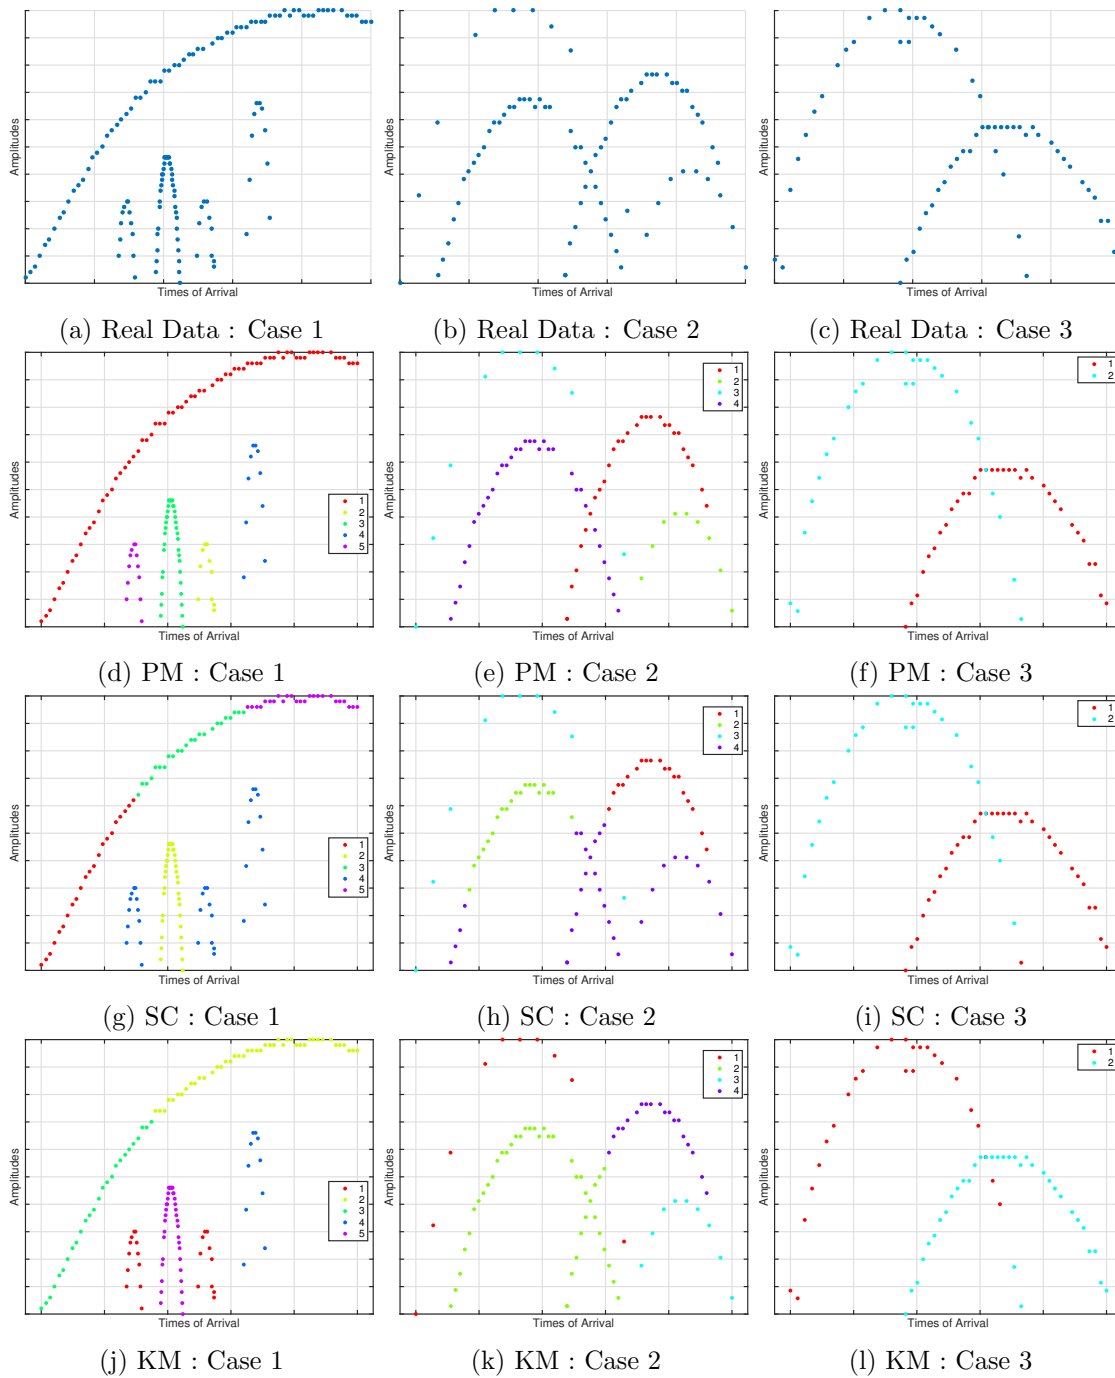 Amplitudes
Times of Arrival
(a) Real Data : Case 1
Amplitudes
Times of Arrival
(b) Real Data : Case 2
Amplitudes
Times of Arrival
(c) Real Data : Case 3
Amplitudes
1
2
3
4
5
Times of Arrival
(d) PM : Case 1
Amplitudes
1
2
3
4
Times of Arrival
(e) PM : Case 2
Amplitudes
1
2
Times of Arrival
(f) PM : Case 3
Amplitudes
1
2
3
4
5
Times of Arrival
(g) SC : Case 1
Amplitudes
1
2
3
4
Times of Arrival
(h) SC : Case 2
Amplitudes
1
2
Times of Arrival
(i) SC : Case 3
Amplitudes
1
2
3
4
5
Times of Arrival
(j) KM : Case 1
Amplitudes
1
2
3
4
Times of Arrival
(k) KM : Case 2
Amplitudes
1
2
Times of Arrival
(l) KM : Case 3